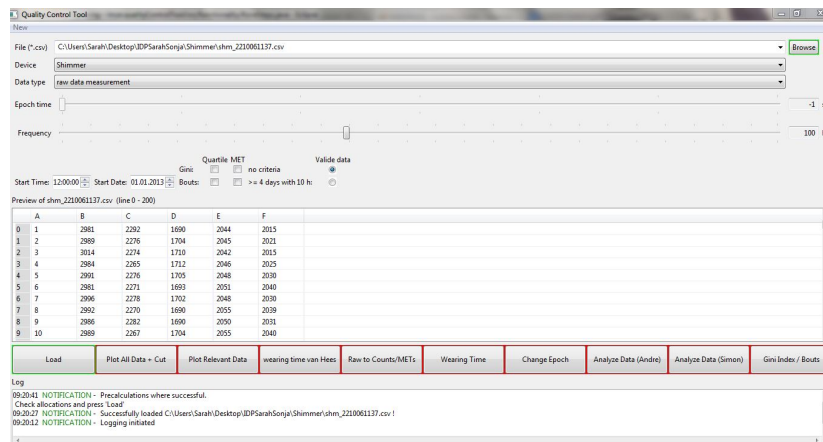 Quality Control Tool
New
File (*.csv) C:\Users\Sarah\Desktop\IDPSarahSonja\Shimmer\shm_2210061137.csv Browse
Device Shimmer
Data type raw data measurement
Epoch time -1
Frequency 100
Quartile MET Valide data
Gini: no criteria
Start Time: 12:00:00 Start Date: 01.01.2013 Bouts: >= 4 days with 10 h:
Preview of shm_2210061137.csv (line 0 - 200)
A B C D E F
0 1 2981 2292 1690 2044 2015
1 2 2989 2276 1704 2045 2021
2 3 3014 2274 1710 2042 2015
3 4 2984 2265 1712 2046 2025
4 5 2991 2276 1705 2048 2030
5 6 2981 2271 1693 2051 2040
6 7 2996 2278 1702 2048 2030
7 8 2992 2270 1690 2055 2039
8 9 2986 2282 1690 2050 2031
9 10 2989 2267 1704 2055 2040
Load Plot All Data + Cut Plot Relevant Data wearing time van Hees Raw to Counts/METs Wearing Time Change Epoch Analyze Data (Andre) Analyze Data (Simon) Gini Index / Bouts
Log
09:20:41 NOTIFICATION - Precalculations where successful.
Check allocations and press 'Load'
09:20:27 NOTIFICATION - Successfully loaded C:\Users\Sarah\Desktop\IDPSarahSonja\Shimmer\shm_2210061137.csv !
09:20:12 NOTIFICATION - Logging initiated